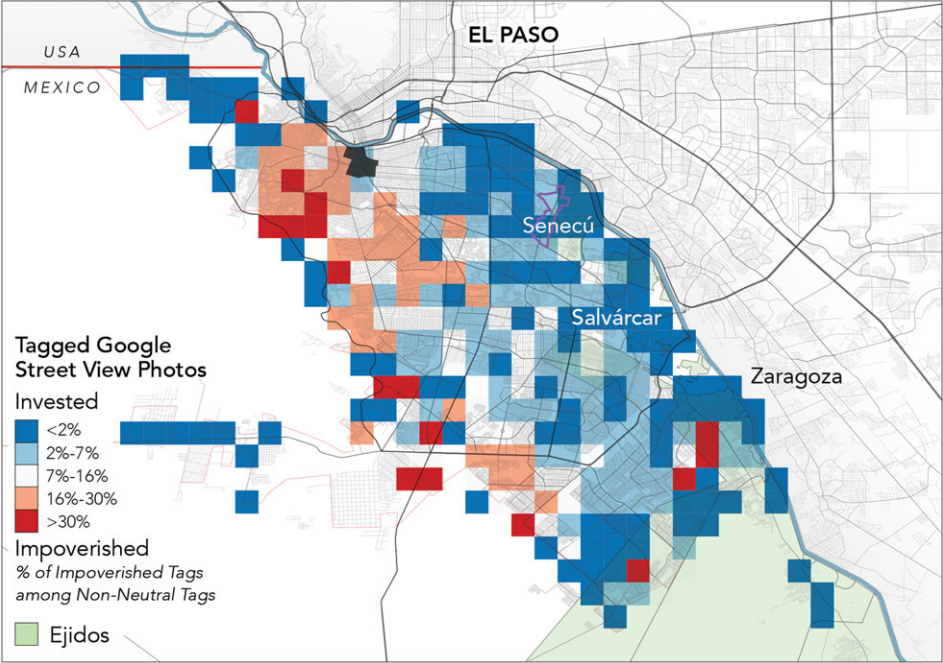 EL PASO
USA
MEXICO
Senecú
Salvárcar
Zaragoza
Tagged Google
Street View Photos
Invested
<2%
2%-7%
7%-16%
16%-30%
>30%
Impoverished
% of Impoverished Tags
among Non-Neutral Tags
Ejidos